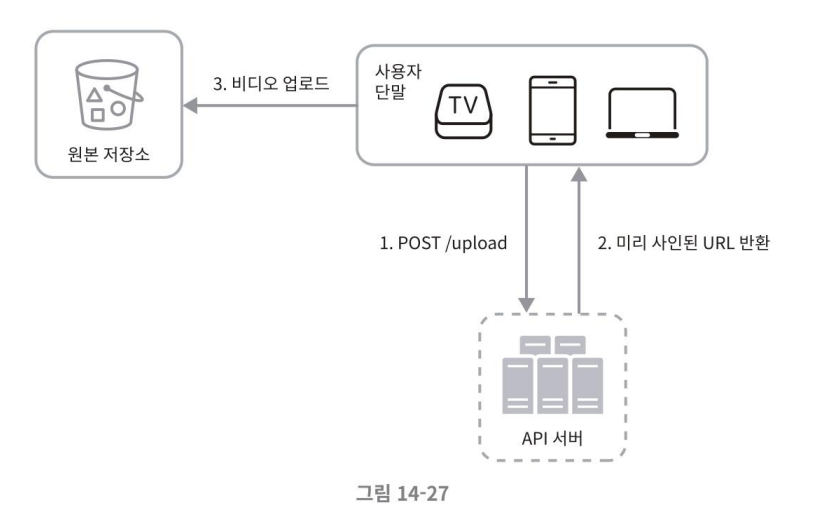 3. 비디오 업로드
사용자
단말
TV
원본 저장소
1. POST /upload
2. 미리 사인된 URL 반환
API 서버
그림 14-27